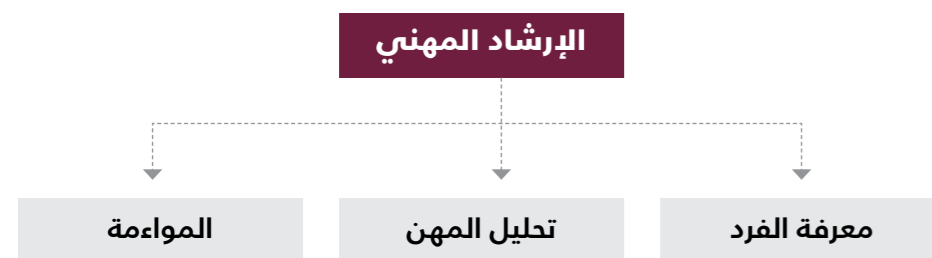 الإرشاد المهني
معرفة الفرد
تحليل المهن
المواءمة